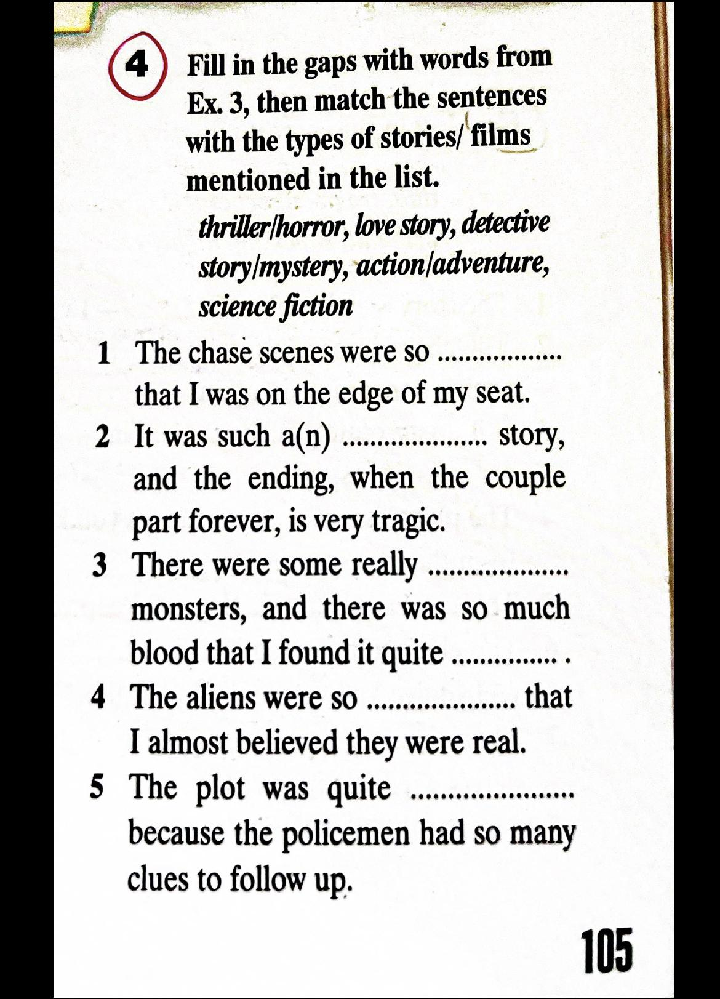 4 Fill in the gaps with words from
Ex. 3, then match the sentences
with the types of stories/ films
mentioned in the list.
thriller/horror, love story, detective
story/mystery, action/adventure,
science fiction
1 The chase scenes were so ..................
that I was on the edge of my seat.
2 It was such a(n) ..................... story,
and the ending, when the couple
part forever, is very tragic.
3 There were some really ....................
monsters, and there was so much
blood that I found it quite ............... .
4 The aliens were so ..................... that
I almost believed they were real.
5 The plot was quite .......................
because the policemen had so many
clues to follow up.
105